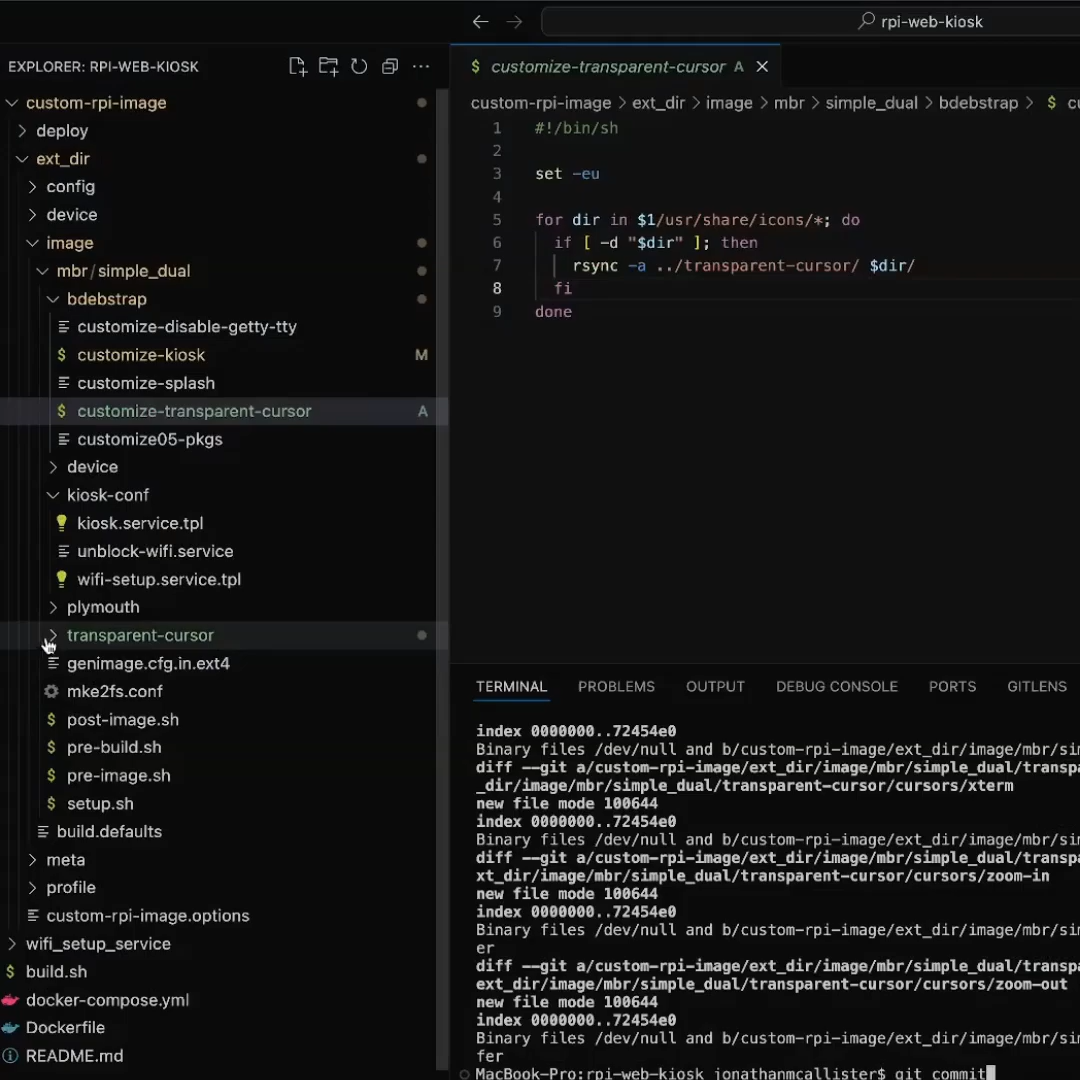 rpi-web-kiosk
EXPLORER: RPI-WEB-KIOSK
custom-rpi-image
deploy
ext_dir
config
device
image
mbr / simple_dual
bdebstrap
customize-disable-getty-tty
$ customize-kiosk M
customize-splash
$ customize-transparent-cursor A
customize05-pkgs
device
kiosk-conf
kiosk.service.tpl
unblock-wifi.service
wifi-setup.service.tpl
plymouth
transparent-cursor
genimage.cfg.in.ext4
mke2fs.conf
$ post-image.sh
$ pre-build.sh
$ pre-image.sh
$ setup.sh
build.defaults
meta
profile
custom-rpi-image.options
wifi_setup_service
$ build.sh
docker-compose.yml
Dockerfile
README.md
$ customize-transparent-cursor A
custom-rpi-image > ext_dir > image > mbr > simple_dual > bdebstrap > $ cu
1 #!/bin/sh
2
3 set -eu
4
5 for dir in $1/usr/share/icons/*; do
6 if [ -d "$dir" ]; then
7 rsync -a ../transparent-cursor/ $dir/
8 fi
9 done
TERMINAL PROBLEMS OUTPUT DEBUG CONSOLE PORTS GITLENS
index 0000000..72454e0
Binary files /dev/null and b/custom-rpi-image/ext_dir/image/mbr/sim
diff --git a/custom-rpi-image/ext_dir/image/mbr/simple_dual/transpa
_dir/image/mbr/simple_dual/transparent-cursor/cursors/xterm
new file mode 100644
index 0000000..72454e0
Binary files /dev/null and b/custom-rpi-image/ext_dir/image/mbr/sim
diff --git a/custom-rpi-image/ext_dir/image/mbr/simple_dual/transpa
xt_dir/image/mbr/simple_dual/transparent-cursor/cursors/zoom-in
new file mode 100644
index 0000000..72454e0
Binary files /dev/null and b/custom-rpi-image/ext_dir/image/mbr/sim
er
diff --git a/custom-rpi-image/ext_dir/image/mbr/simple_dual/transpa
ext_dir/image/mbr/simple_dual/transparent-cursor/cursors/zoom-out
new file mode 100644
index 0000000..72454e0
Binary files /dev/null and b/custom-rpi-image/ext_dir/image/mbr/sim
fer
MacBook-Pro:rpi-web-kiosk jonathanmcallister$ git commit